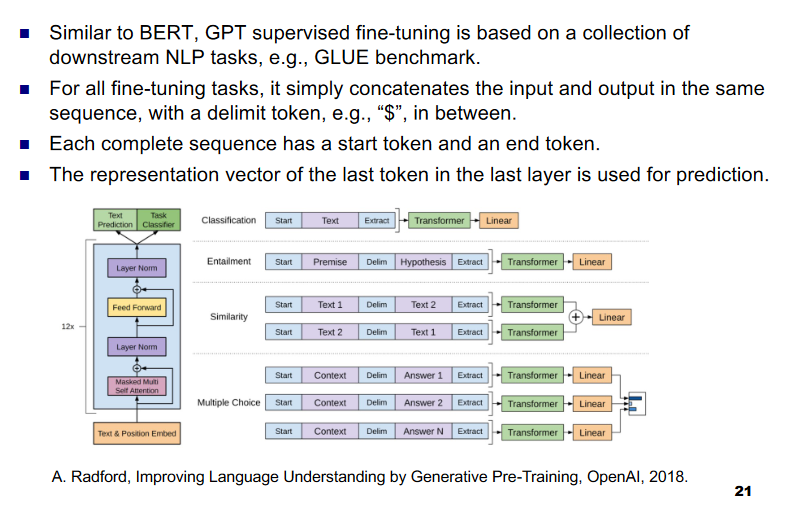 Similar to BERT, GPT supervised fine-tuning is based on a collection of
downstream NLP tasks, e.g., GLUE benchmark.
For all fine-tuning tasks, it simply concatenates the input and output in the same
sequence, with a delimit token, e.g., “$”, in between.
Each complete sequence has a start token and an end token.
The representation vector of the last token in the last layer is used for prediction.
Text Prediction
Task Classifier
Layer Norm
Feed Forward
12x
Layer Norm
Masked Multi Self Attention
Text & Position Embed
Classification Start Text Extract Transformer Linear
Entailment Start Premise Delim Hypothesis Extract Transformer Linear
Similarity
Start Text 1 Delim Text 2 Extract Transformer
Start Text 2 Delim Text 1 Extract Transformer
+ Linear
Multiple Choice
Start Context Delim Answer 1 Extract Transformer Linear
Start Context Delim Answer 2 Extract Transformer Linear
Start Context Delim Answer N Extract Transformer Linear
A. Radford, Improving Language Understanding by Generative Pre-Training, OpenAI, 2018.
21